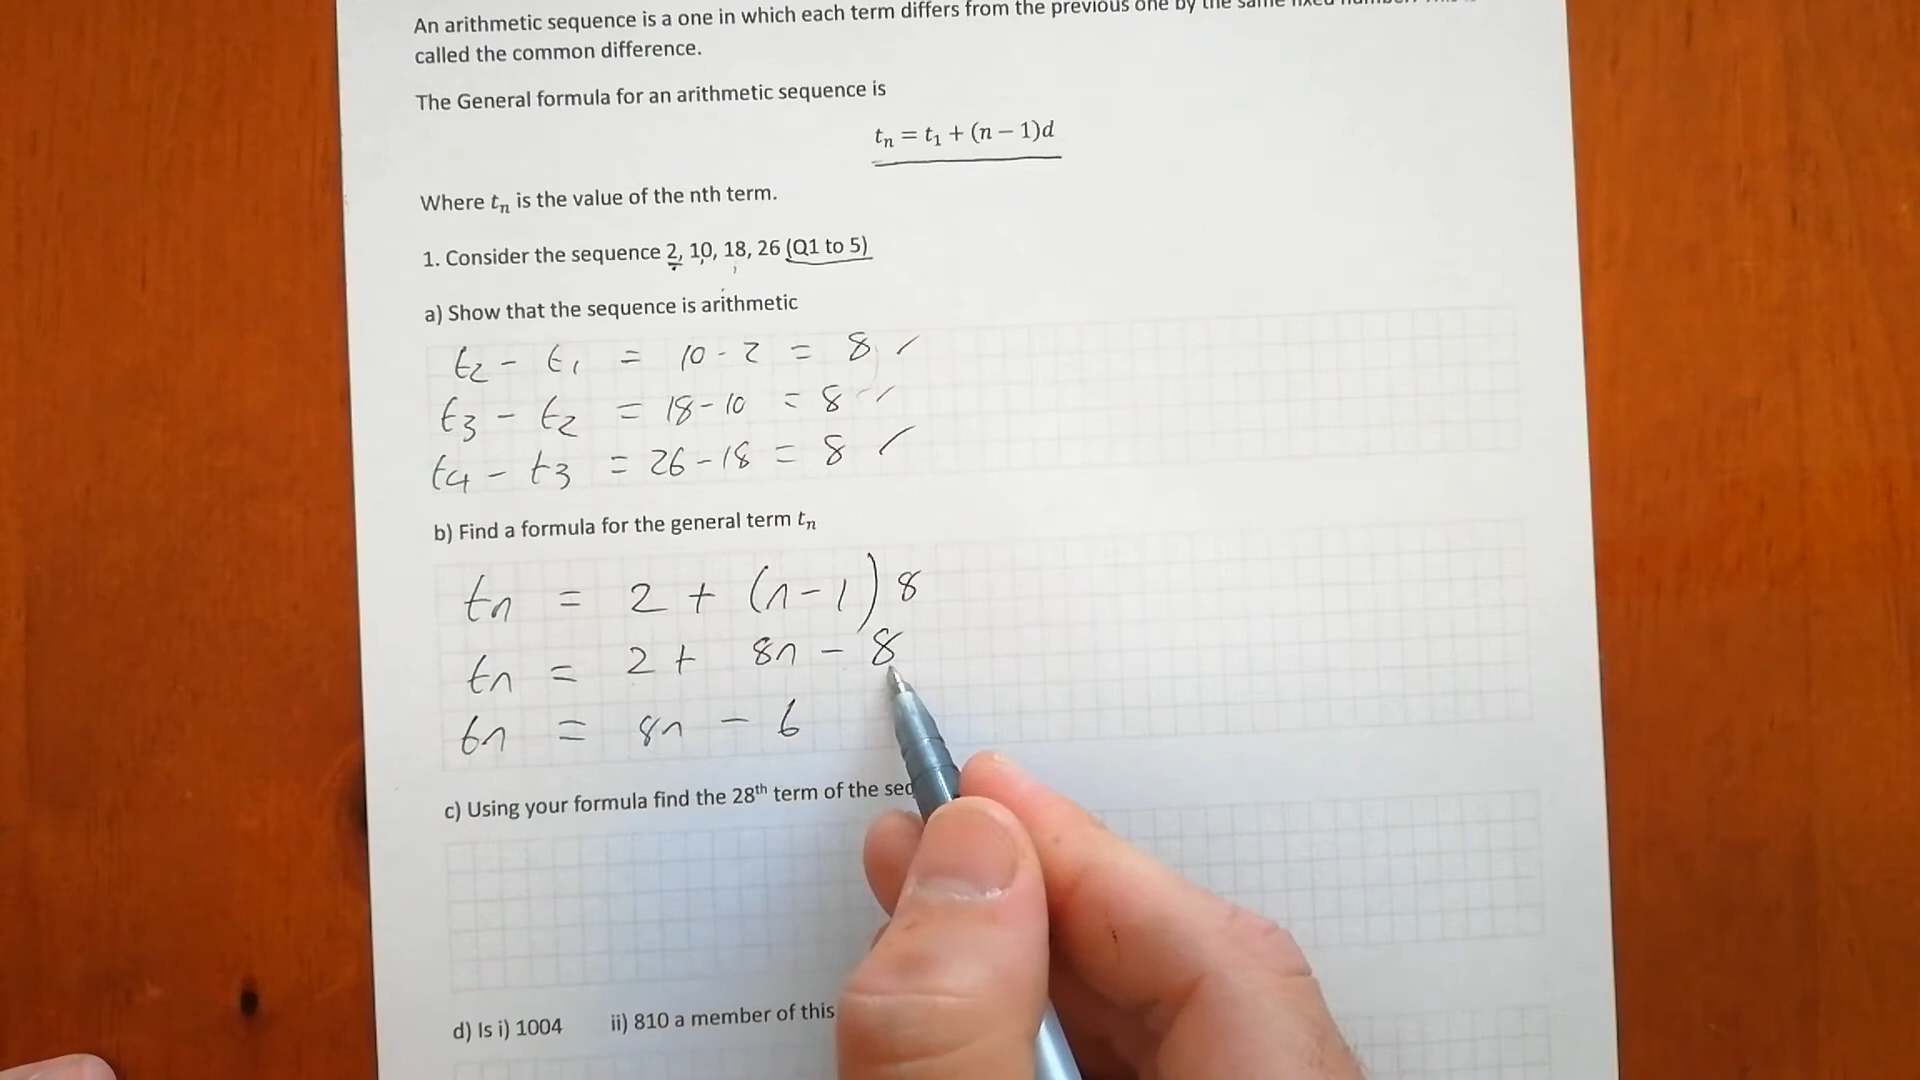 An arithmetic sequence is a one in which each term differs from the previous one by the same fixed number.
called the common difference.
The General formula for an arithmetic sequence is
tₙ = t₁ + (n − 1)d
Where tₙ is the value of the nth term.
1. Consider the sequence 2, 10, 18, 26 (Q1 to 5)
a) Show that the sequence is arithmetic
t₂ - t₁ = 10 - 2 = 8 ✓
t₃ - t₂ = 18 - 10 = 8 ✓
t₄ - t₃ = 26 - 18 = 8 ✓
b) Find a formula for the general term tₙ
tn = 2 + (n-1) 8
tn = 2 + 8n - 8
tn = 8n - 6
c) Using your formula find the 28th term of the
d) Is i) 1004 ii) 810 a member of this